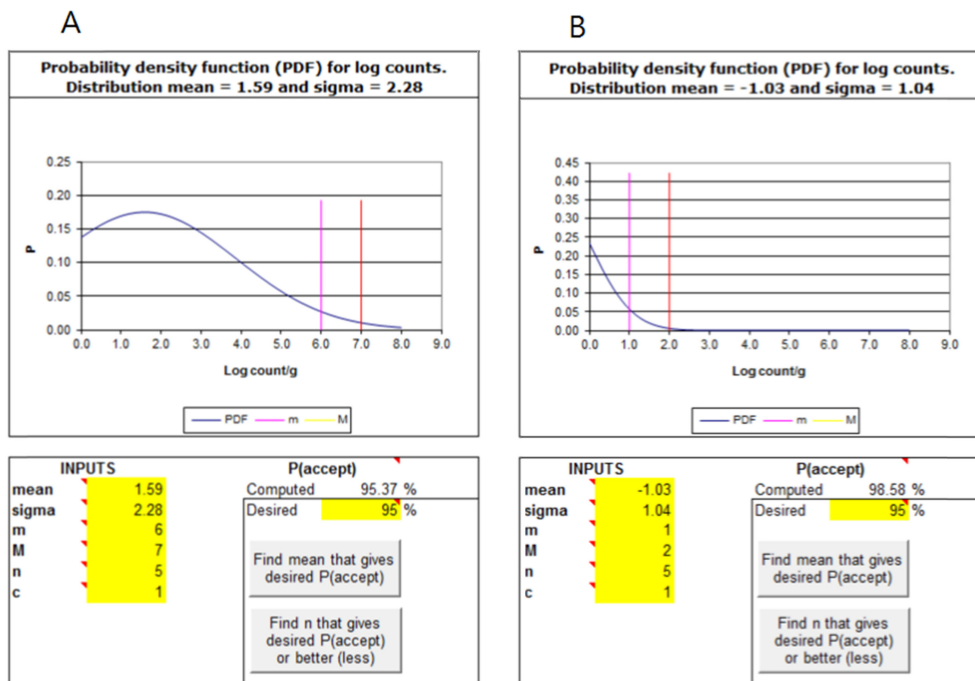 A
Probability density function (PDF) for log counts.
Distribution mean = 1.59 and sigma = 2.28
0.25
0.20
0.15
0.10
0.05
0.00
P
0.0 1.0 2.0 3.0 4.0 5.0 6.0 7.0 8.0 9.0
Log count/g
PDF m M
INPUTS
mean 1.59
sigma 2.28
m 6
M 7
n 5
c 1
P(accept)
Computed 95.37 %
Desired 95 %
Find mean that gives
desired P(accept)
Find n that gives
desired P(accept)
or better (less)
B
Probability density function (PDF) for log counts.
Distribution mean = -1.03 and sigma = 1.04
0.45
0.40
0.35
0.30
0.25
0.20
0.15
0.10
0.05
0.00
P
0.0 1.0 2.0 3.0 4.0 5.0 6.0 7.0 8.0 9.0
Log count/g
PDF m M
INPUTS
mean -1.03
sigma 1.04
m 1
M 2
n 5
c 1
P(accept)
Computed 98.58 %
Desired 95 %
Find mean that gives
desired P(accept)
Find n that gives
desired P(accept)
or better (less)